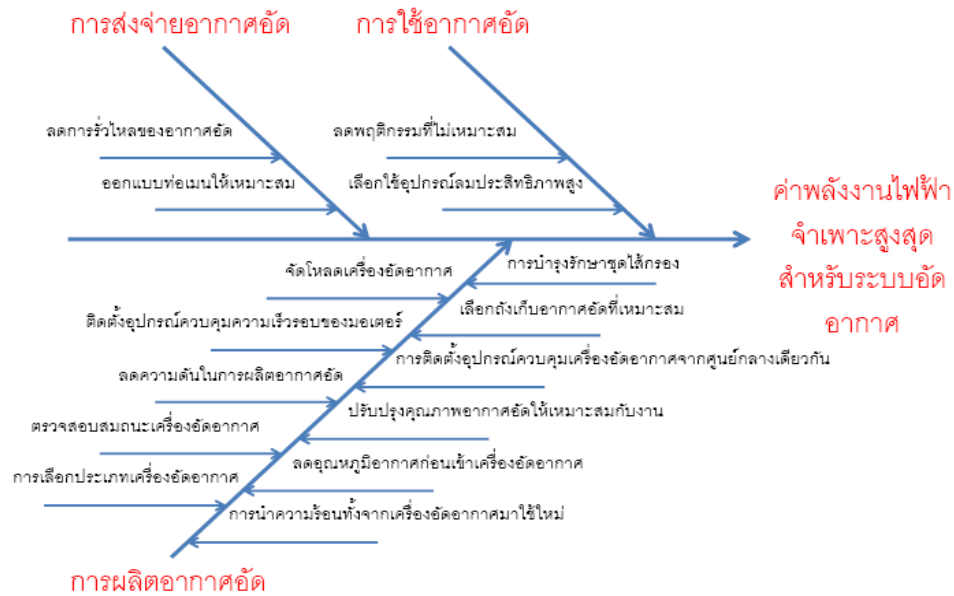 การส่งจ่ายอากาศอัด
การใช้อากาศอัด
ลดการรั่วไหลของอากาศอัด
ลดพฤติกรรมที่ไม่เหมาะสม
ออกแบบท่อเมนให้เหมาะสม
เลือกใช้อุปกรณ์ลมประสิทธิภาพสูง
ค่าพลังงานไฟฟ้า
จำเพาะสูงสุด
สำหรับระบบอัด
อากาศ
จัดโหลดเครื่องอัดอากาศ
การบำรุงรักษาชุดไส้กรอง
ติดตั้งอุปกรณ์ควบคุมความเร็วรอบของมอเตอร์
เลือกถังเก็บอากาศอัดที่เหมาะสม
ลดความดันในการผลิตอากาศอัด
การติดตั้งอุปกรณ์ควบคุมเครื่องอัดอากาศจากศูนย์กลางเดียวกัน
ตรวจสอบสมถนะเครื่องอัดอากาศ
ปรับปรุงคุณภาพอากาศอัดให้เหมาะสมกับงาน
การเลือกประเภทเครื่องอัดอากาศ
ลดอุณหภูมิอากาศก่อนเข้าเครื่องอัดอากาศ
การนำความร้อนทั้งจากเครื่องอัดอากาศมาใช้ใหม่
การผลิตอากาศอัด